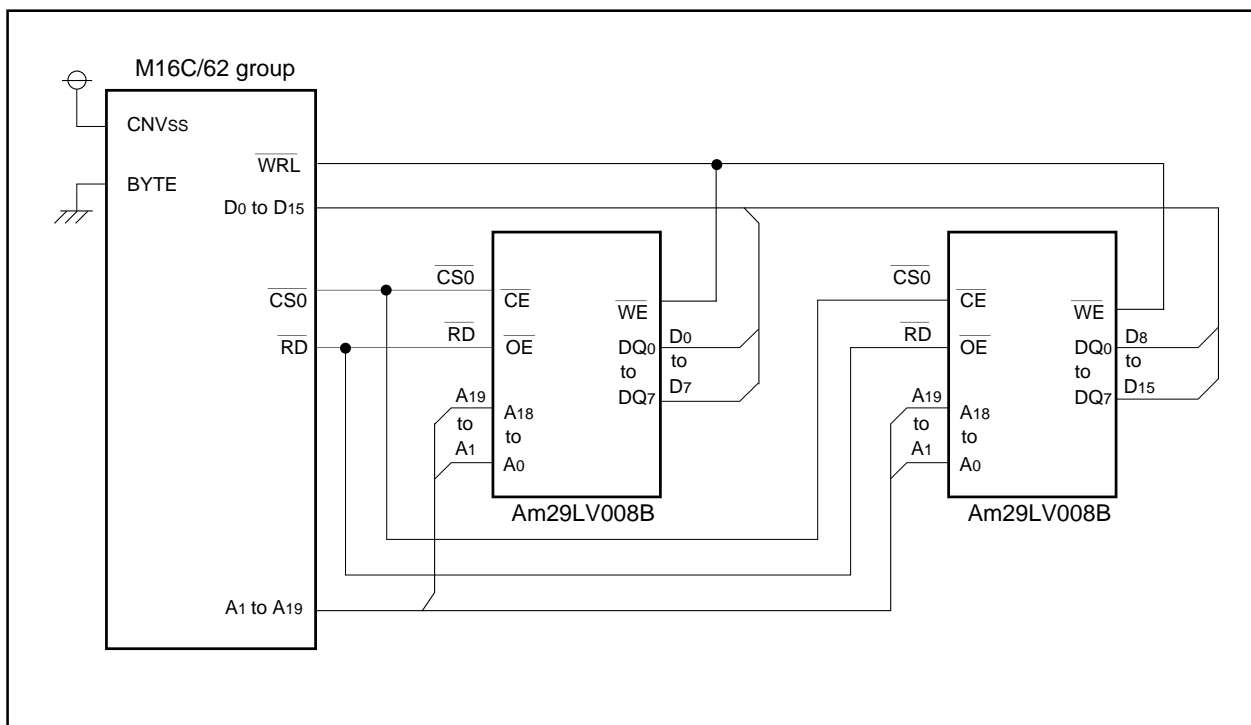 M16C/62 group
CNVSS
BYTE
WRL
D0 to D15
CS0
RD
A1 to A19
CS0
RD
A19
to
A1
CE
OE
A18
to
A0
WE
DQ0
to
DQ7
D0
to
D7
Am29LV008B
CS0
RD
A19
to
A1
CE
OE
A18
to
A0
WE
DQ0
to
DQ7
D8
to
D15
Am29LV008B